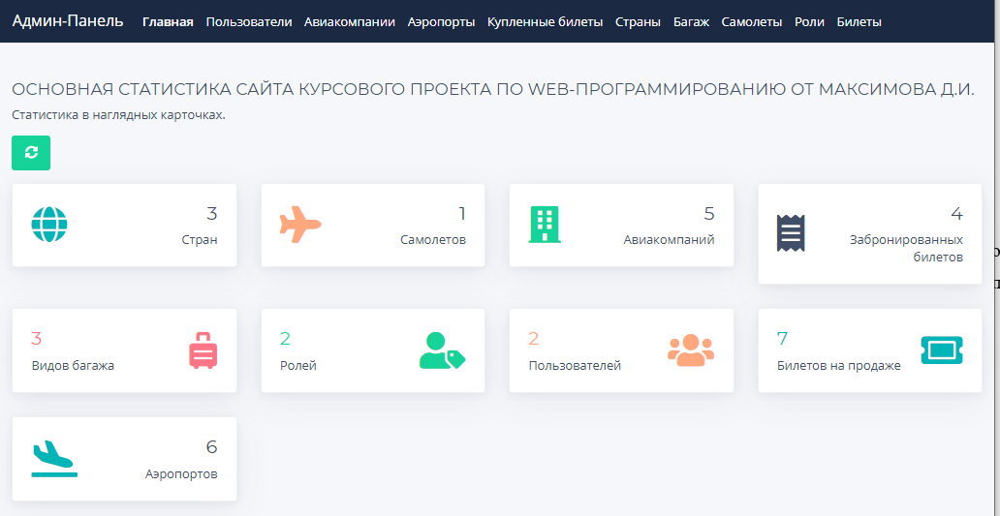 Админ-Панель Главная Пользователи Авиакомпании Аэропорты Купленные билеты Страны Багаж Самолеты Роли Билеты
ОСНОВНАЯ СТАТИСТИКА САЙТА КУРСОВОГО ПРОЕКТА ПО WEB-ПРОГРАММИРОВАНИЮ ОТ МАКСИМОВА Д.И.
Статистика в наглядных карточках.
3
Стран
1
Самолетов
5
Авиакомпаний
4
Забронированных
билетов
3
Видов багажа
2
Ролей
2
Пользователей
7
Билетов на продаже
6
Аэропортов